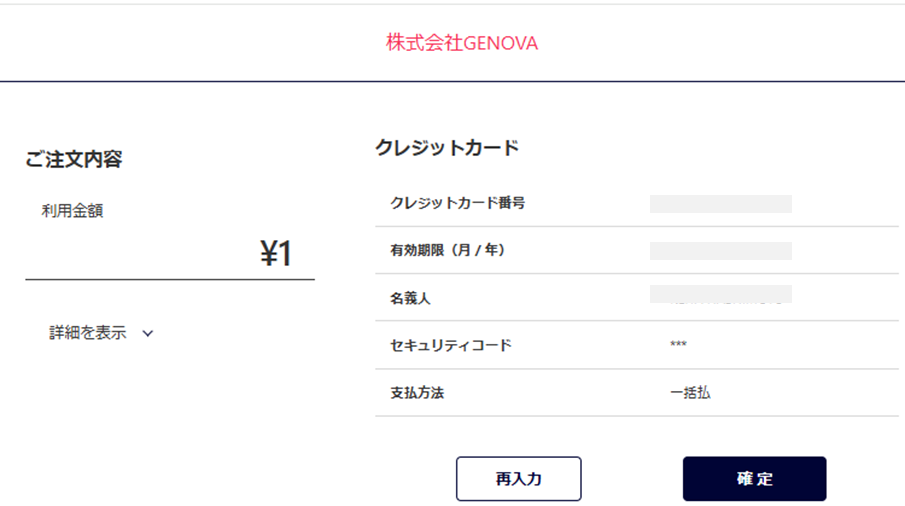 株式会社GENOVA
ご注文内容
利用金額
¥1
詳細を表示
クレジットカード
クレジットカード番号
有効期限（月 / 年）
名義人
セキュリティコード ***
支払方法 一括払
再入力
確 定